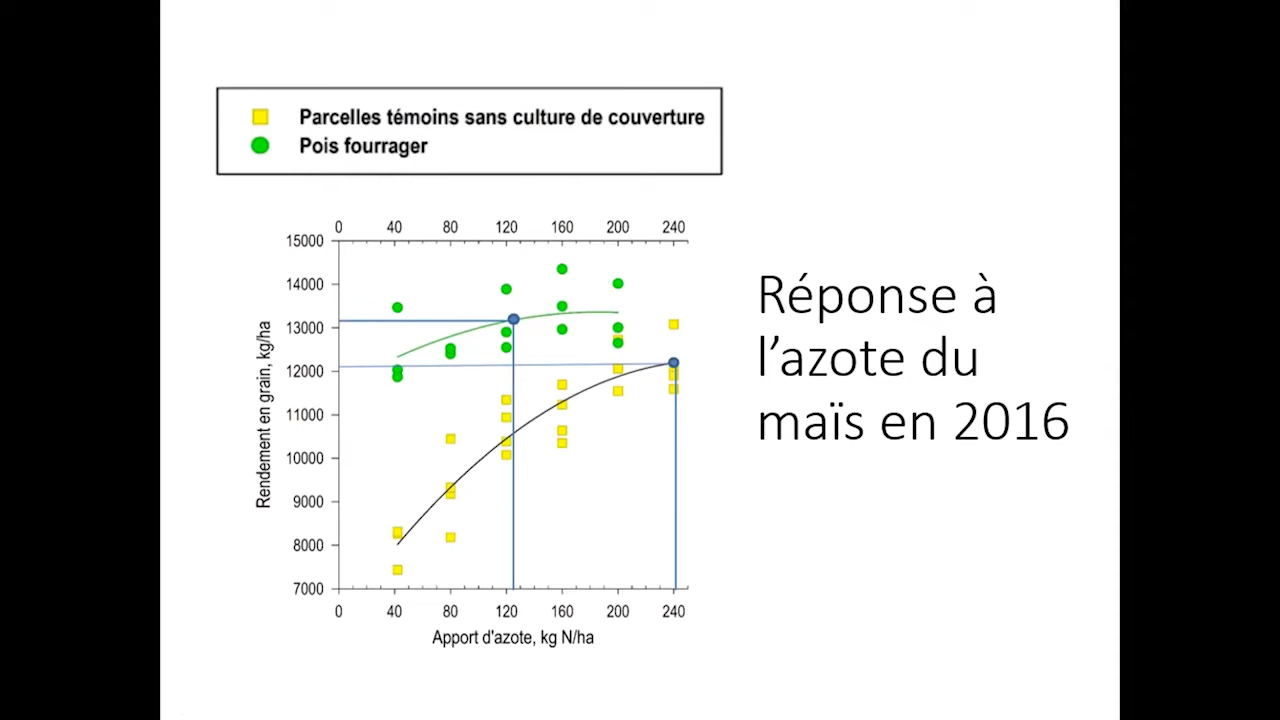 Parcelles témoins sans culture de couverture
Pois fourrager
0 40 80 120 160 200 240
15000
14000
13000
12000
11000
10000
9000
8000
7000
Rendement en grain, kg/ha
0 40 80 120 160 200 240
Apport d'azote, kg N/ha
Réponse à
l’azote du
maïs en 2016